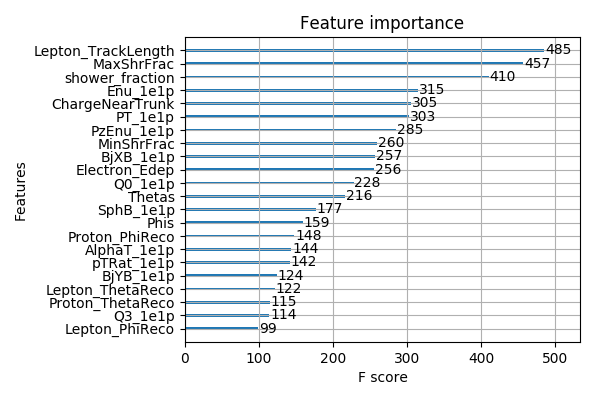 Feature importance
Features
Lepton_TrackLength 485
MaxShrFrac 457
shower_fraction 410
Enu_1e1p 315
ChargeNearTrunk 305
PT_1e1p 303
PzEnu_1e1p 285
MinShrFrac 260
BjXB_1e1p 257
Electron_Edep 256
Q0_1e1p 228
Thetas 216
SphB_1e1p 177
Phis 159
Proton_PhiReco 148
AlphaT_1e1p 144
pTRat_1e1p 142
BjYB_1e1p 124
Lepton_ThetaReco 122
Proton_ThetaReco 115
Q3_1e1p 114
Lepton_PhiReco 99
0 100 200 300 400 500
F score